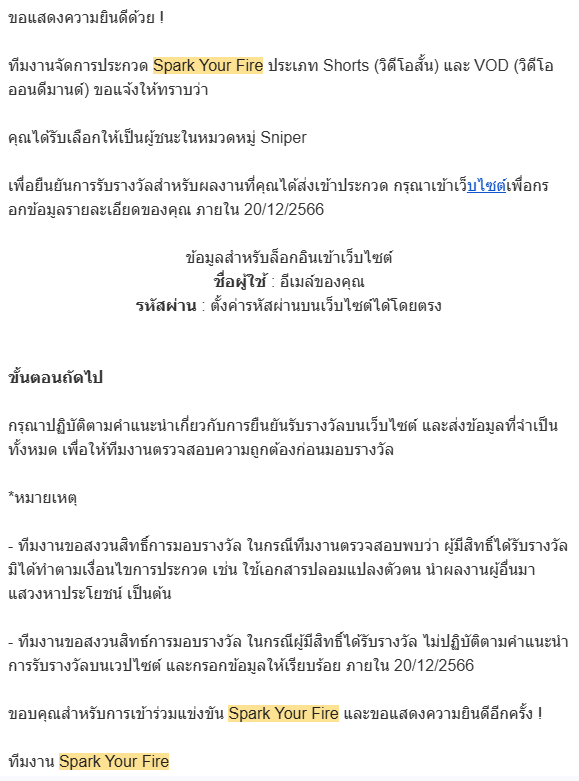 ขอแสดงความยินดีด้วย !
ทีมงานจัดการประกวด Spark Your Fire ประเภท Shorts (วิดีโอสั้น) และ VOD (วิดีโอ
ออนดีมานด์) ขอแจ้งให้ทราบว่า
คุณได้รับเลือกให้เป็นผู้ชนะในหมวดหมู่ Sniper
เพื่อยืนยันการรับรางวัลสำหรับผลงานที่คุณได้ส่งเข้าประกวด กรุณาเข้าเว็บไซต์เพื่อกร
อกข้อมูลรายละเอียดของคุณ ภายใน 20/12/2566
ข้อมูลสำหรับล็อกอินเข้าเว็บไซต์
ชื่อผู้ใช้ : อีเมล์ของคุณ
รหัสผ่าน : ตั้งค่ารหัสผ่านบนเว็บไซต์ได้โดยตรง
ขั้นตอนถัดไป
กรุณาปฏิบัติตามคำแนะนำเกี่ยวกับการยืนยันรับรางวัลบนเว็บไซต์ และส่งข้อมูลที่จำเป็น
ทั้งหมด เพื่อให้ทีมงานตรวจสอบความถูกต้องก่อนมอบรางวัล
*หมายเหตุ
- ทีมงานขอสงวนสิทธิ์การมอบรางวัล ในกรณีทีมงานตรวจสอบพบว่า ผู้มีสิทธิ์ได้รับรางวัล
มิได้ทำตามเงื่อนไขการประกวด เช่น ใช้เอกสารปลอมแปลงตัวตน นำผลงานผู้อื่นมา
แสวงหาประโยชน์ เป็นต้น
- ทีมงานขอสงวนสิทธ์การมอบรางวัล ในกรณีผู้มีสิทธิ์ได้รับรางวัล ไม่ปฏิบัติตามคำแนะนำ
การรับรางวัลบนเวปไซต์ และกรอกข้อมูลให้เรียบร้อย ภายใน 20/12/2566
ขอบคุณสำหรับการเข้าร่วมแข่งขัน Spark Your Fire และขอแสดงความยินดีอีกครั้ง !
ทีมงาน Spark Your Fire